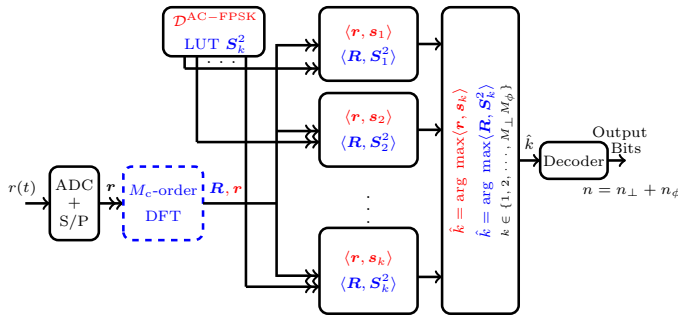 𝒟^AC−FPSK
LUT S_k^2
. . .
r(t)
ADC
+
S/P
r
M_c-order
DFT
R, r
⟨r, s_1⟩
⟨R, S_1^2⟩
⟨r, s_2⟩
⟨R, S_2^2⟩
. . .
⟨r, s_k⟩
⟨R, S_k^2⟩
k̂ = arg max⟨r, s_k⟩
k̂ = arg max⟨R, S_k^2⟩
k ∈ {1, 2, . . . , M_⊥M_ϕ}
k̂
Decoder
Output
Bits
n = n_⊥ + n_ϕ